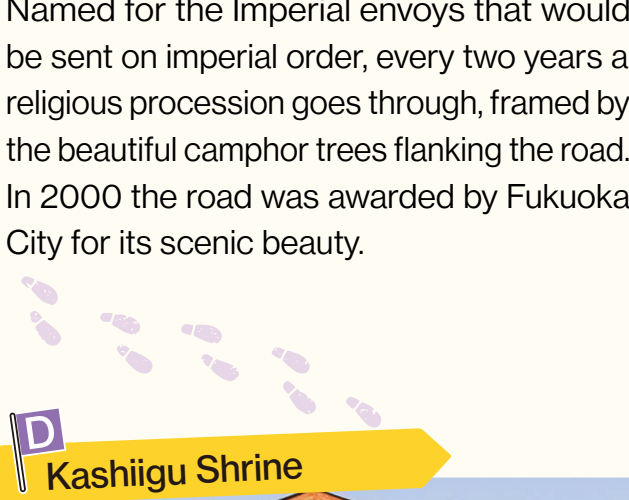 Named for the Imperial envoys that would
be sent on imperial order, every two years a
religious procession goes through, framed by
the beautiful camphor trees flanking the road.
In 2000 the road was awarded by Fukuoka
City for its scenic beauty.
D
Kashiigu Shrine